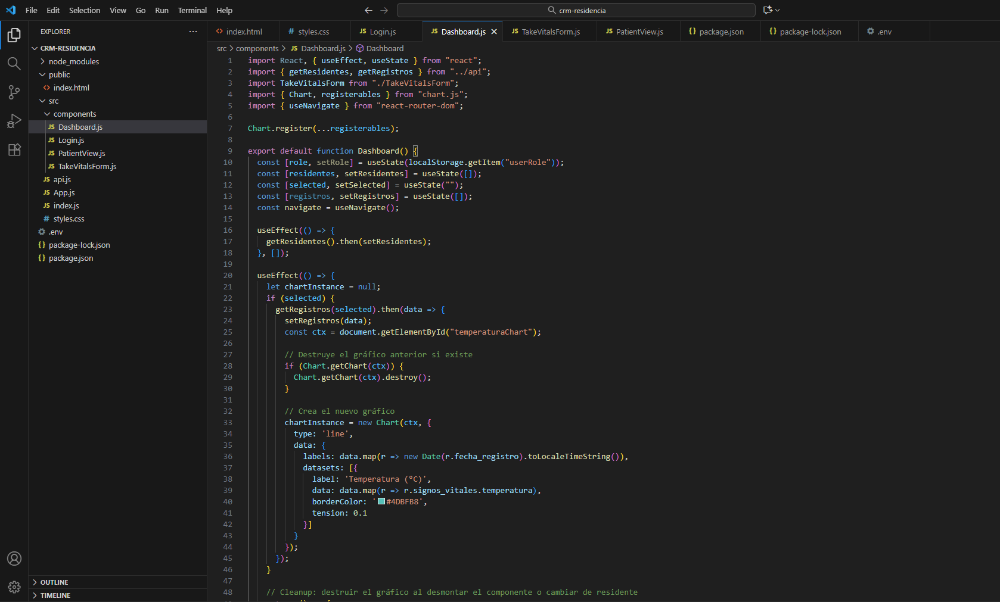 File Edit Selection View Go Run Terminal Help
crm-residencia
EXPLORER
CRM-RESIDENCIA
node_modules
public
<> index.html
src
components
JS Dashboard.js
JS Login.js
JS PatientView.js
JS TakeVitalsForm.js
JS api.js
JS App.js
JS index.js
# styles.css
.env
{} package-lock.json
{} package.json
OUTLINE
TIMELINE
<> index.html # styles.css JS Login.js JS Dashboard.js JS TakeVitalsForm.js JS PatientView.js {} package.json {} package-lock.json .env
src > components > JS Dashboard.js > Dashboard
1 import React, { useEffect, useState } from "react";
2 import { getResidentes, getRegistros } from "../api";
3 import TakeVitalsForm from "./TakeVitalsForm";
4 import { Chart, registerables } from "chart.js";
5 import { useNavigate } from "react-router-dom";
6
7 Chart.register(...registerables);
8
9 export default function Dashboard() {
10 const [role, setRole] = useState(localStorage.getItem("userRole"));
11 const [residentes, setResidentes] = useState([]);
12 const [selected, setSelected] = useState("");
13 const [registros, setRegistros] = useState([]);
14 const navigate = useNavigate();
15
16 useEffect(() => {
17 getResidentes().then(setResidentes);
18 }, []);
19
20 useEffect(() => {
21 let chartInstance = null;
22 if (selected) {
23 getRegistros(selected).then(data => {
24 setRegistros(data);
25 const ctx = document.getElementById("temperaturaChart");
26
27 // Destruye el gráfico anterior si existe
28 if (Chart.getChart(ctx)) {
29 Chart.getChart(ctx).destroy();
30 }
31
32 // Crea el nuevo gráfico
33 chartInstance = new Chart(ctx, {
34 type: 'line',
35 data: {
36 labels: data.map(r => new Date(r.fecha_registro).toLocaleTimeString()),
37 datasets: [{
38 label: 'Temperatura (°C)',
39 data: data.map(r => r.signos_vitales.temperatura),
40 borderColor: '#4DBFB8',
41 tension: 0.1
42 }]
43 }
44 });
45 });
46 }
47
48 // Cleanup: destruir el gráfico al desmontar el componente o cambiar de residente